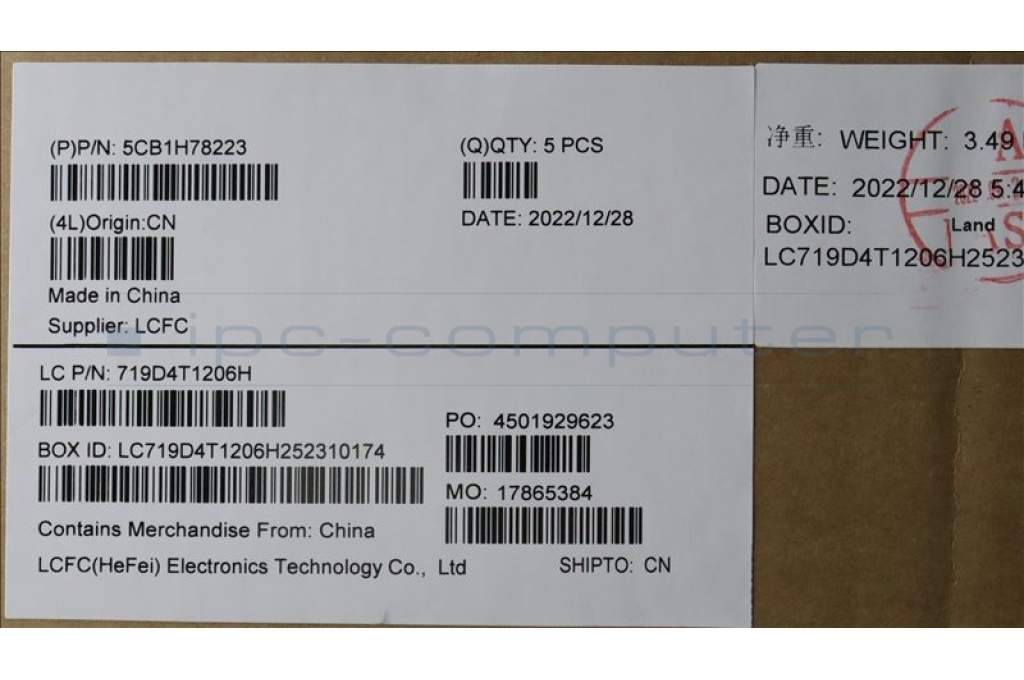 (P)P/N: 5CB1H78223
(Q)QTY: 5 PCS
(4L)Origin:CN
DATE: 2022/12/28
Made in China
Supplier: LCFC
LC P/N: 719D4T1206H
PO: 4501929623
BOX ID: LC719D4T1206H252310174
MO: 17865384
Contains Merchandise From: China
LCFC(HeFei) Electronics Technology Co., Ltd
SHIPTO: CN
净重: WEIGHT: 3.49
DATE: 2022/12/28 5:4
BOXID: Land
LC719D4T1206H2523
ipc-computer